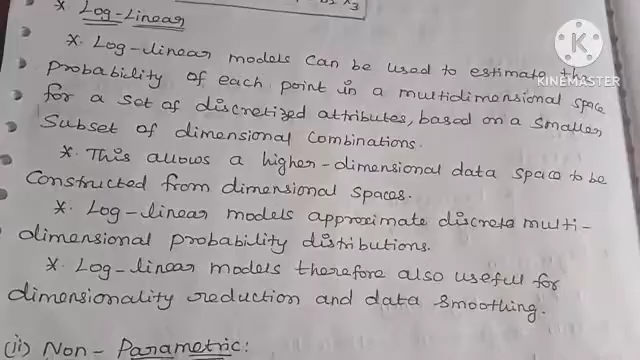 b2 x3
* Log-Linear
* Log-linear models can be used to estimate the
probability of each point in a multidimensional space
for a set of discretized attributes, based on a smaller
Subset of dimensional Combinations.
* This allows a higher-dimensional data space to be
Constructed from dimensional spaces.
* Log-linear models approximate discrete multi-
dimensional probability distributions.
* Log-linear models therefore also useful for
dimensionality reduction and data smoothing.
(ii) Non-Parametric:
K
KINEMASTER